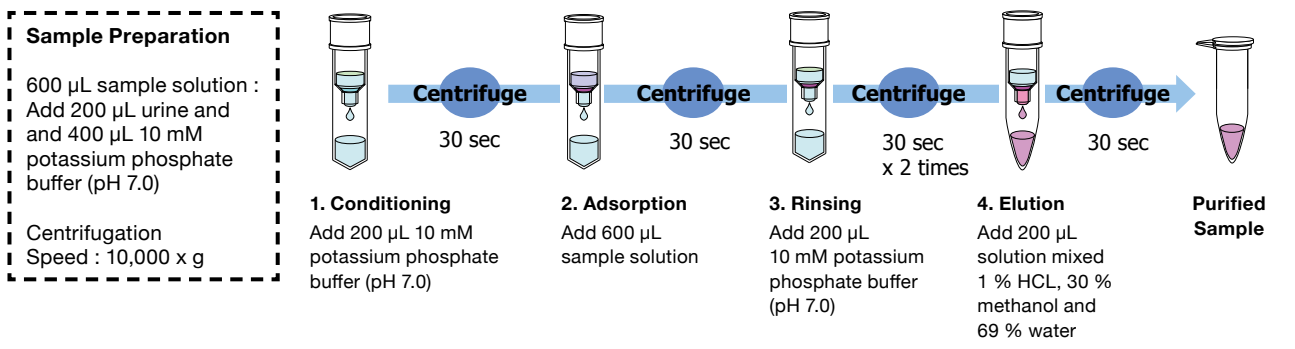 Sample Preparation
600 µL sample solution :
Add 200 µL urine and
and 400 µL 10 mM
potassium phosphate
buffer (pH 7.0)
Centrifugation
Speed : 10,000 x g
Centrifuge
30 sec
Centrifuge
30 sec
Centrifuge
30 sec
x 2 times
Centrifuge
30 sec
1. Conditioning
Add 200 µL 10 mM
potassium phosphate
buffer (pH 7.0)
2. Adsorption
Add 600 µL
sample solution
3. Rinsing
Add 200 µL
10 mM potassium
phosphate buffer
(pH 7.0)
4. Elution
Add 200 µL
solution mixed
1 % HCL, 30 %
methanol and
69 % water
Purified
Sample